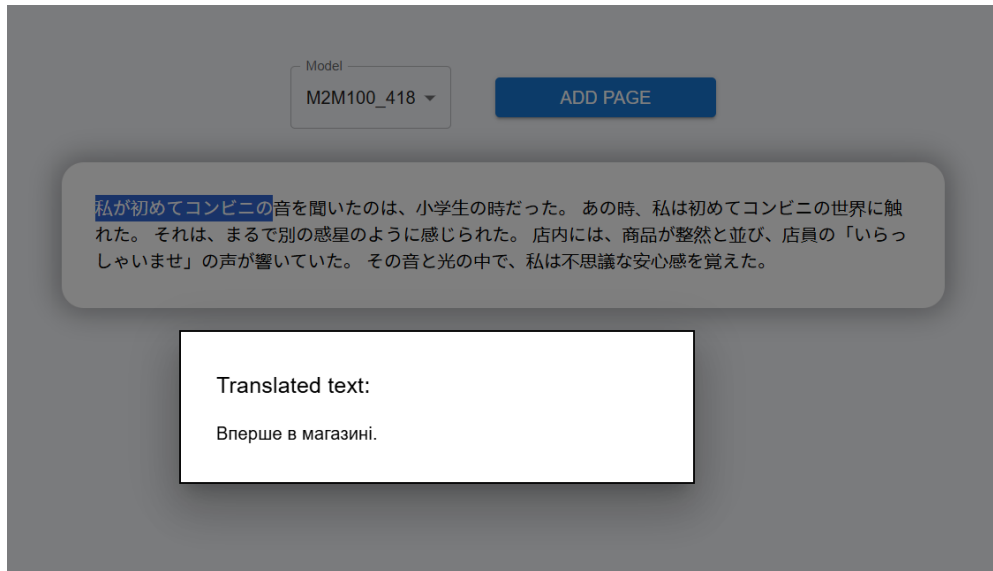 Model
M2M100_418
ADD PAGE
私が初めてコンビニの音を聞いたのは、小学生の時だった。 あの時、私は初めてコンビニの世界に触
れた。 それは、まるで別の惑星のように感じられた。 店内には、商品が整然と並び、店員の「いらっ
しゃいませ」の声が響いていた。 その音と光の中で、私は不思議な安心感を覚えた。
Translated text:
Вперше в магазині.